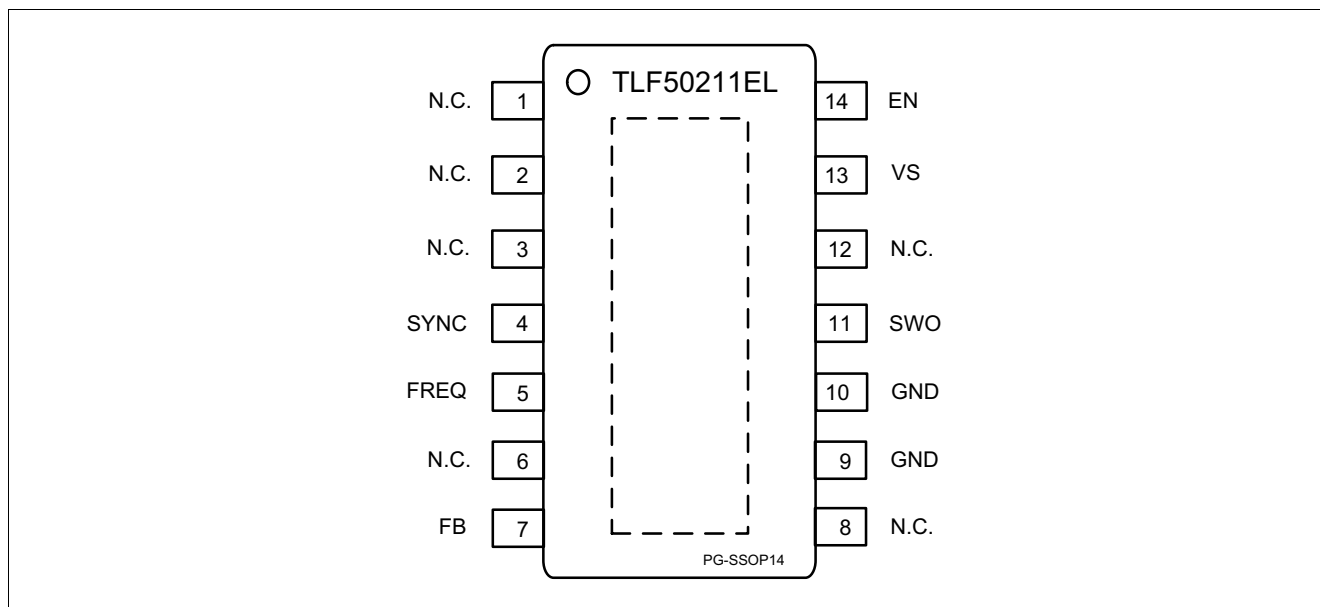 TLF50211EL
N.C. 1 14 EN
N.C. 2 13 VS
N.C. 3 12 N.C.
SYNC 4 11 SWO
FREQ 5 10 GND
N.C. 6 9 GND
FB 7 8 N.C.
PG-SSOP14